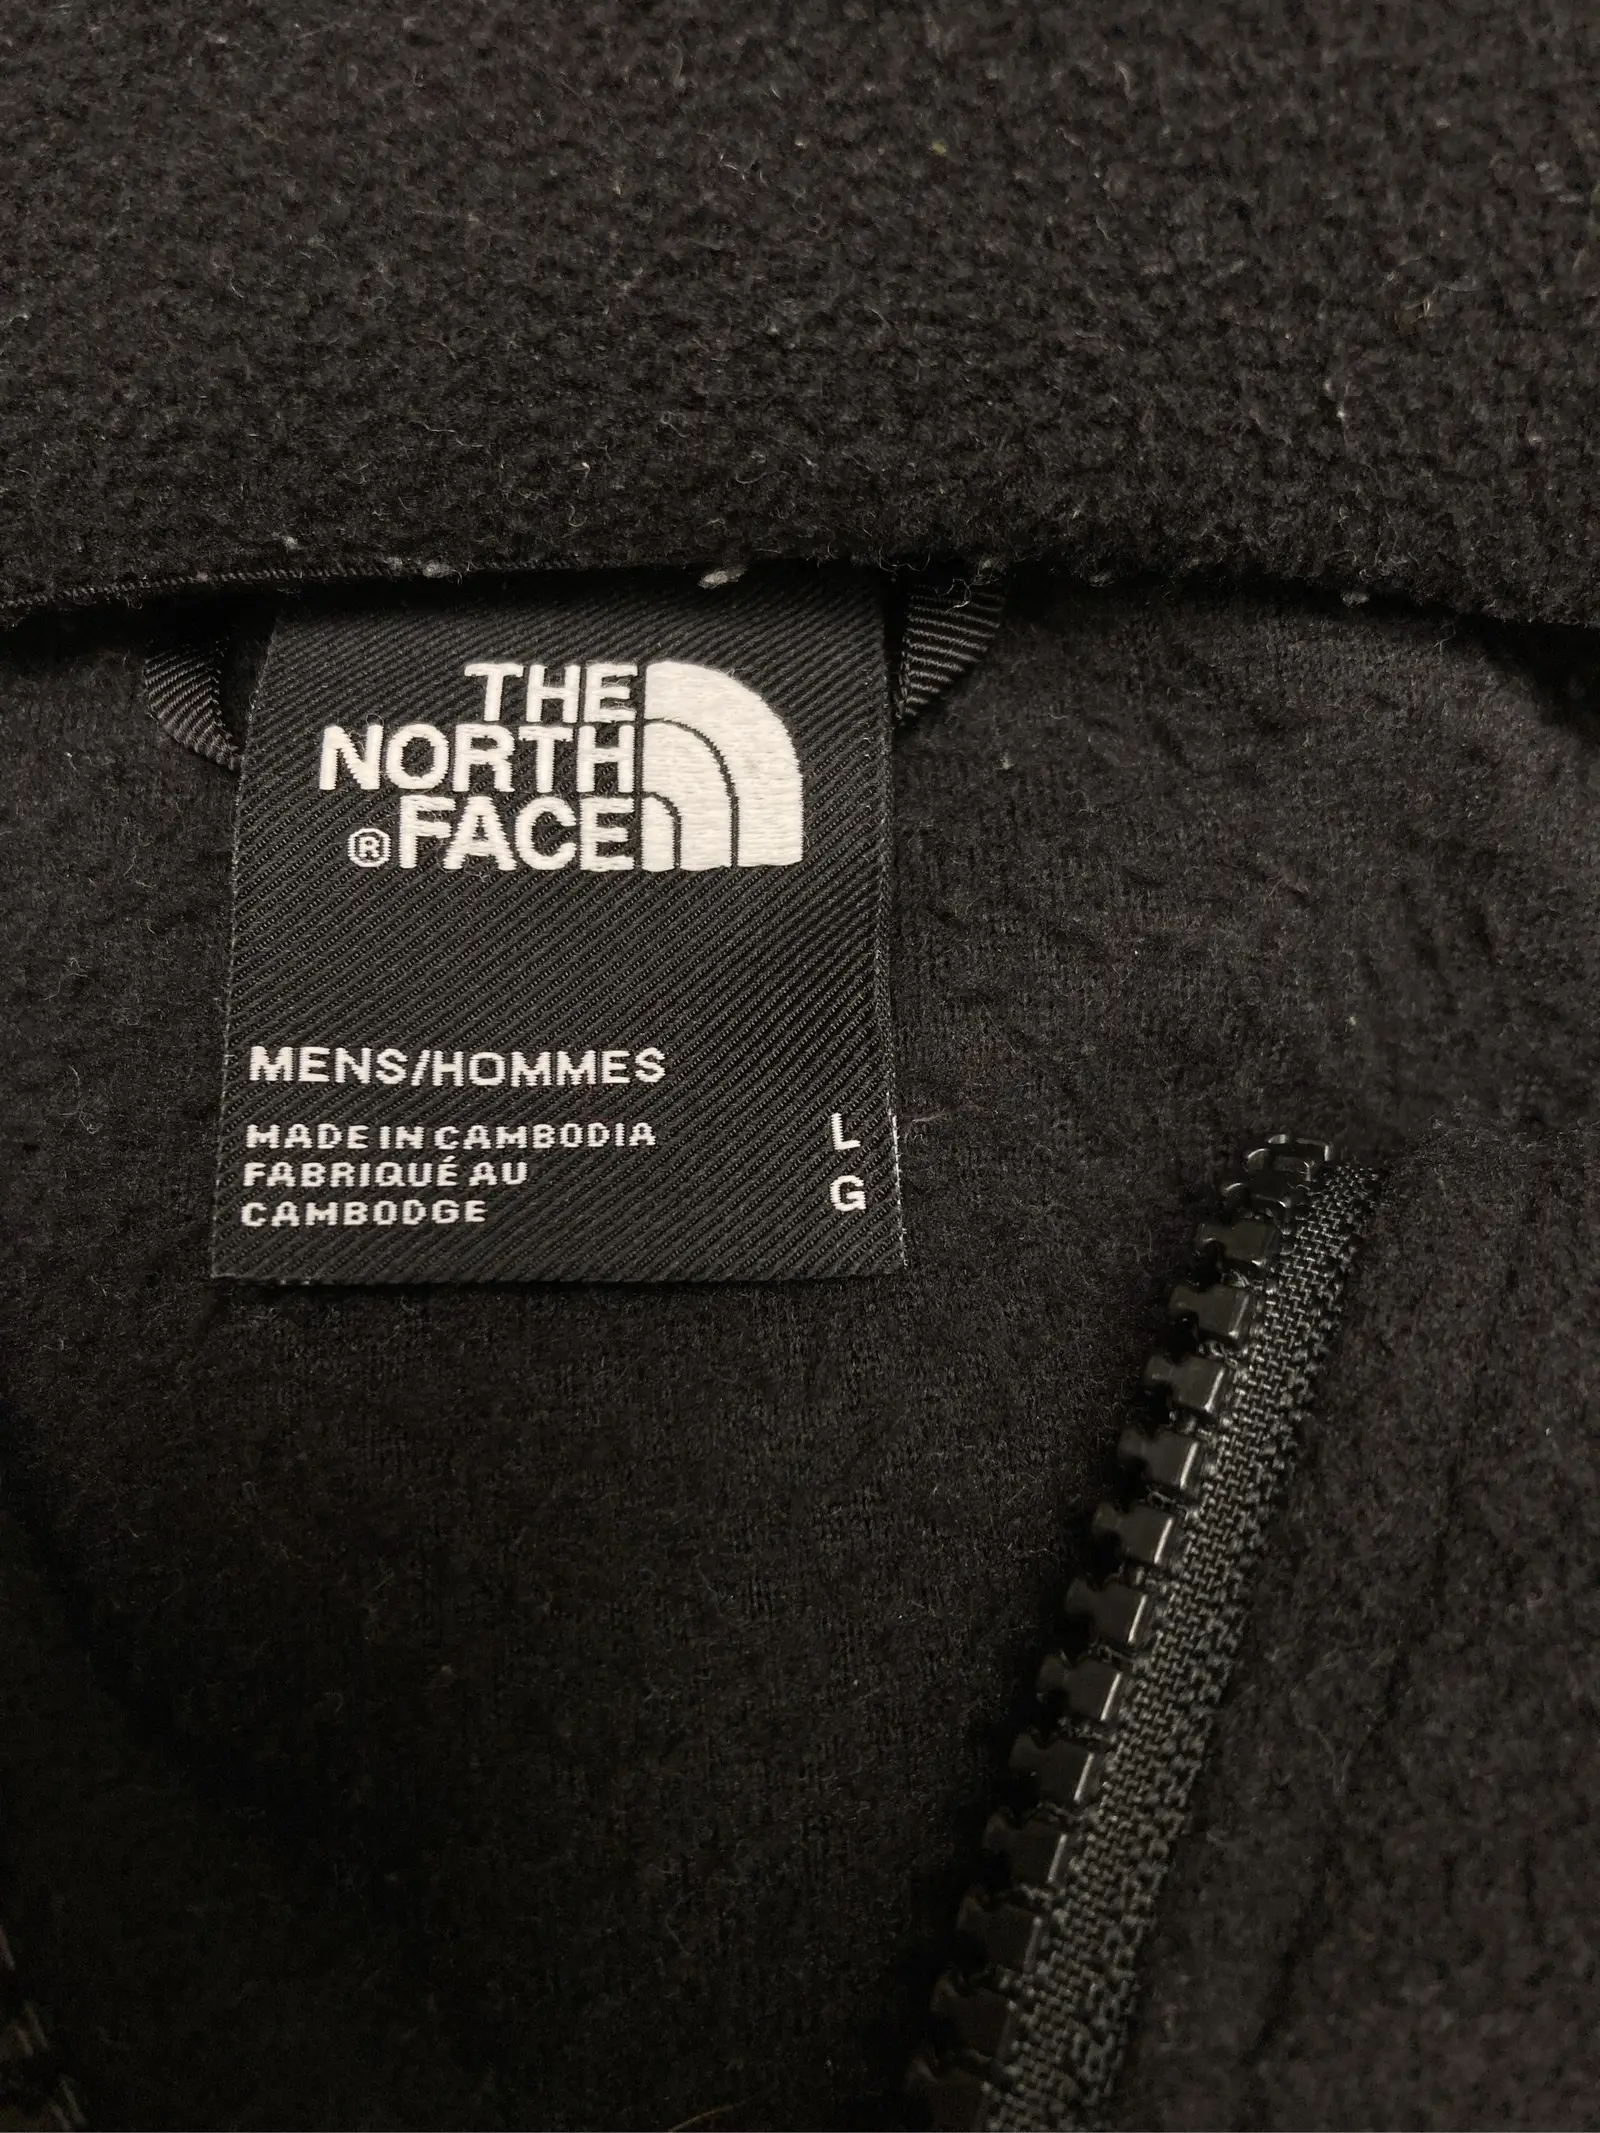 THE
NORTH
®FACE
MENS/HOMMES
MADE IN CAMBODIA
FABRIQUÉ AU
CAMBODGE
L
G